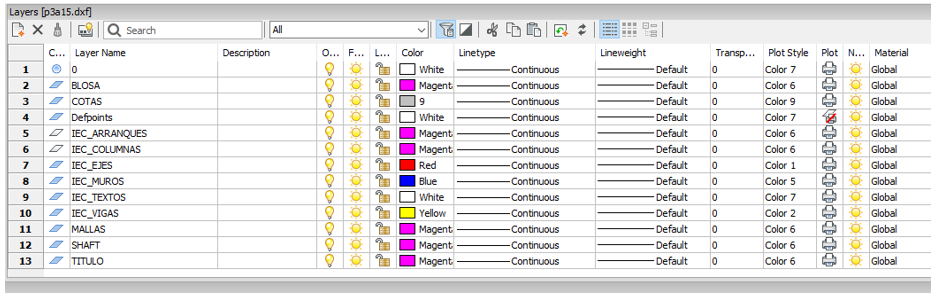 Layers [p3a15.dxf]
Search All
C... Layer Name Description O... F... L... Color Linetype Lineweight Transp... Plot Style Plot N... Material
1 0 White Continuous Default 0 Color 7 Global
2 BLOSA Magent Continuous Default 0 Color 6 Global
3 COTAS 9 Continuous Default 0 Color 9 Global
4 Defpoints White Continuous Default 0 Color 7 Global
5 IEC_ARRANQUES Magent Continuous Default 0 Color 6 Global
6 IEC_COLUMNAS Magent Continuous Default 0 Color 6 Global
7 IEC_EJES Red Continuous Default 0 Color 1 Global
8 IEC_MUROS Blue Continuous Default 0 Color 5 Global
9 IEC_TEXTOS White Continuous Default 0 Color 7 Global
10 IEC_VIGAS Yellow Continuous Default 0 Color 2 Global
11 MALLAS Magent Continuous Default 0 Color 6 Global
12 SHAFT Magent Continuous Default 0 Color 6 Global
13 TITULO Magent Continuous Default 0 Color 6 Global